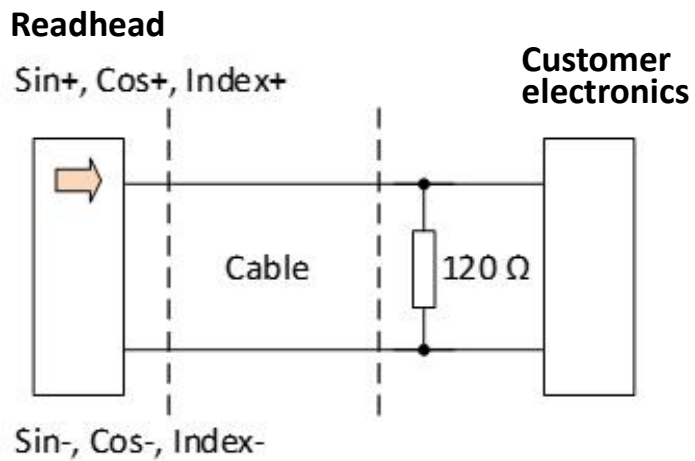 Readhead
Sin+, Cos+, Index+
Customer
electronics
Cable
120 Ω
Sin-, Cos-, Index-